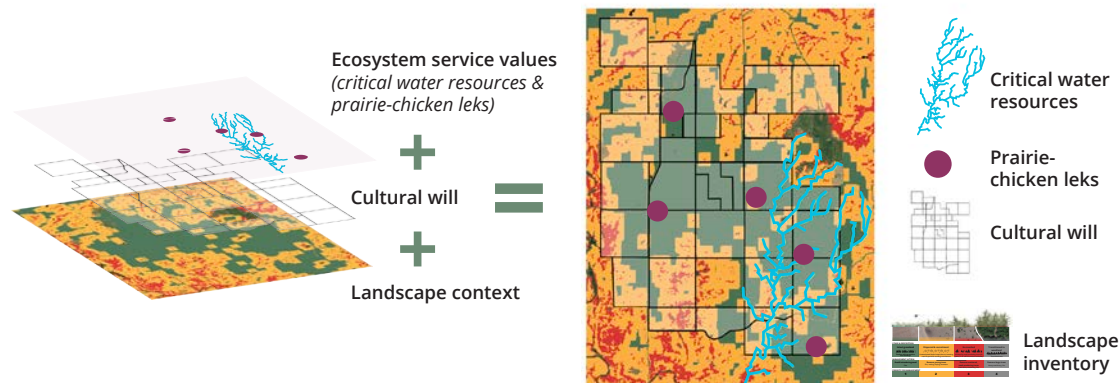 Ecosystem service values
(critical water resources &
prairie-chicken leks)
+
Cultural will
+
Landscape context
=
Critical water
resources
Prairie-
chicken leks
Cultural will
Landscape
inventory